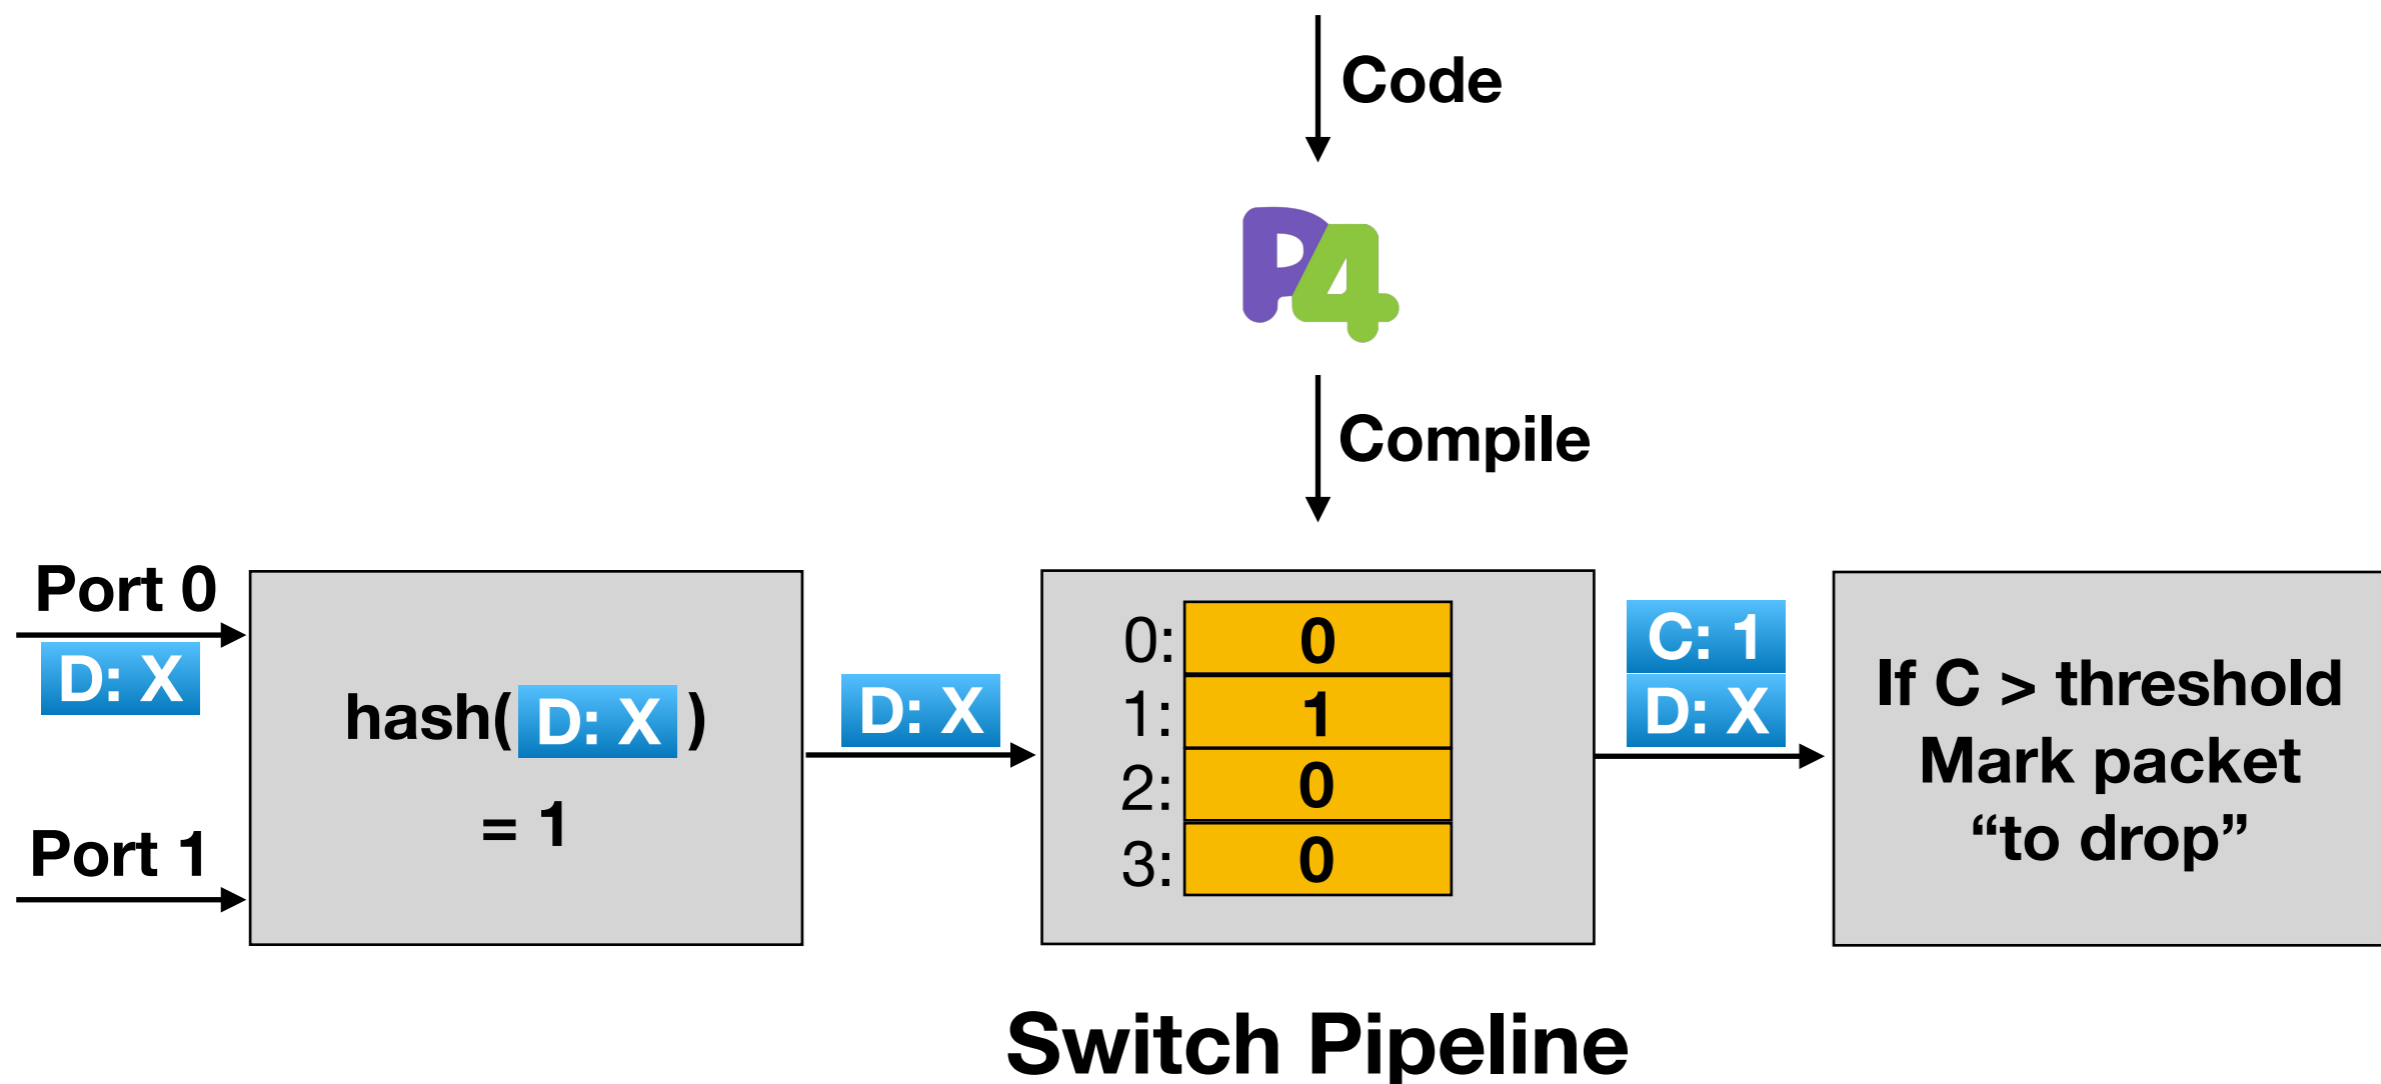 Code
P4
Compile
Port 0
D: X
Port 1
hash( D: X )
= 1
D: X
0: 0
1: 1
2: 0
3: 0
C: 1
D: X
If C > threshold
Mark packet
“to drop”
Switch Pipeline